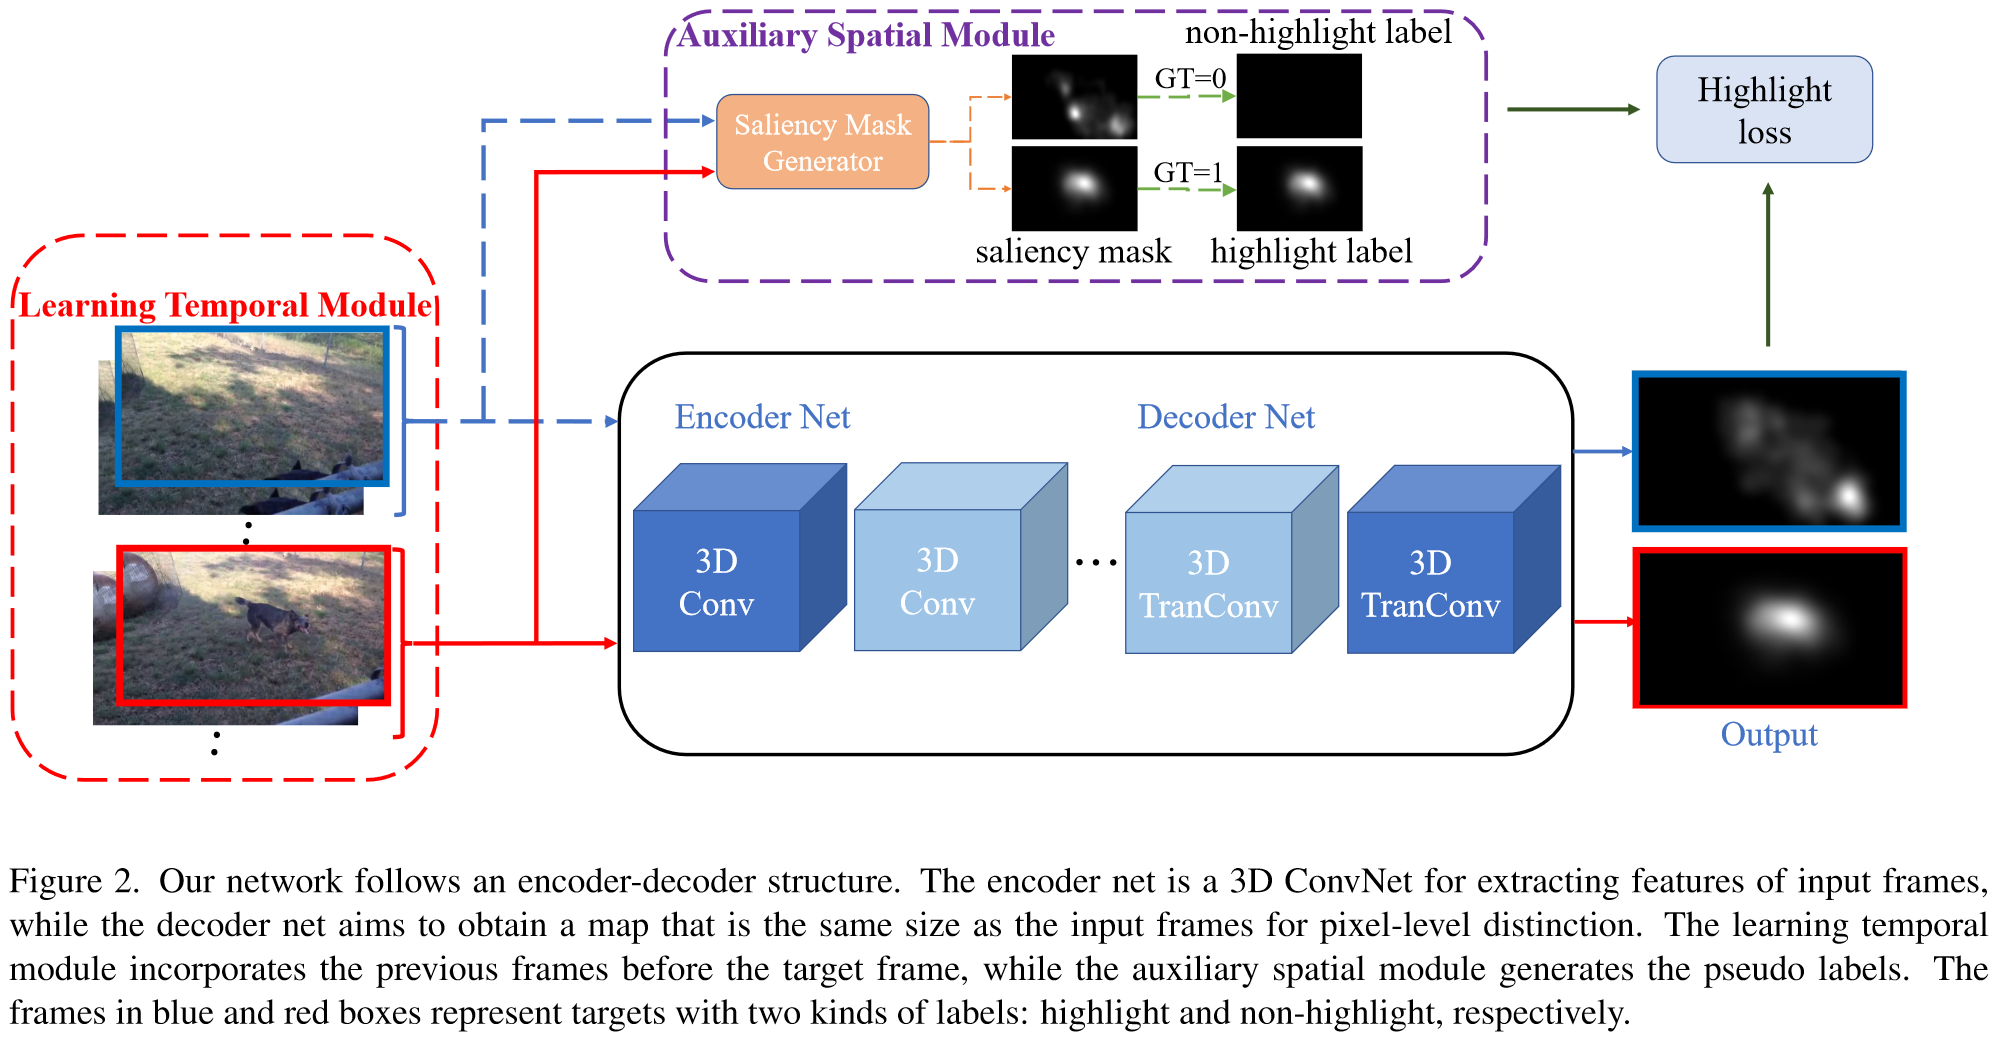 Auxiliary Spatial Module
non-highlight label
Saliency Mask
Generator
GT=0
GT=1
saliency mask
highlight label
Highlight
loss
Learning Temporal Module
Encoder Net
Decoder Net
3D
Conv
3D
Conv
...
3D
TranConv
3D
TranConv
Output
Figure 2. Our network follows an encoder-decoder structure. The encoder net is a 3D ConvNet for extracting features of input frames,
while the decoder net aims to obtain a map that is the same size as the input frames for pixel-level distinction. The learning temporal
module incorporates the previous frames before the target frame, while the auxiliary spatial module generates the pseudo labels. The
frames in blue and red boxes represent targets with two kinds of labels: highlight and non-highlight, respectively.